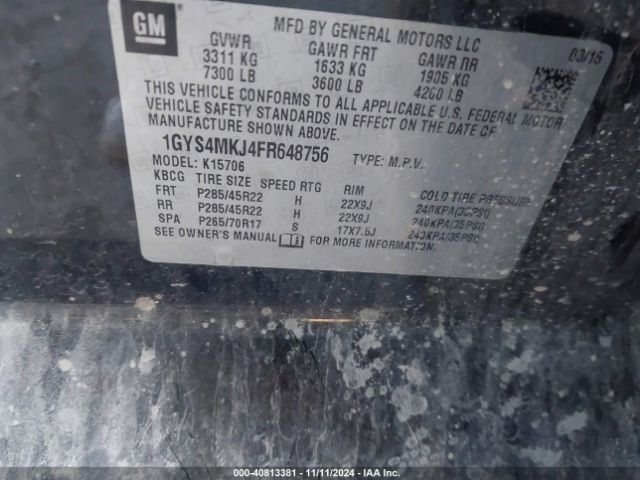 GM
MFD BY GENERAL MOTORS LLC
GVWR GAWR FRT GAWR RR 03/15
3311 KG 1633 KG 1905 KG
7300 LB 3600 LB 4200 LB
THIS VEHICLE CONFORMS TO ALL APPLICABLE U.S. FEDERAL MOTOR
VEHICLE SAFETY STANDARDS IN EFFECT ON THE DATE OF
MANUFACTURE SHOWN ABOVE.
1GYS4MKJ4FR648756 TYPE: M.P.V.
MODEL: K15706
KBCG TIRE SIZE SPEED RTG RIM COLD TIRE PRESSURE
FRT P285/45R22 H 22X9J 240KPA(35PSI)
RR P285/45R22 H 22X9J 240KPA(35PSI)
SPA P265/70R17 S 17X7.5J 240KPA(35PSI)
SEE OWNER'S MANUAL FOR MORE INFORMATION.
000-40813381 - 11/11/2024 - IAA Inc.